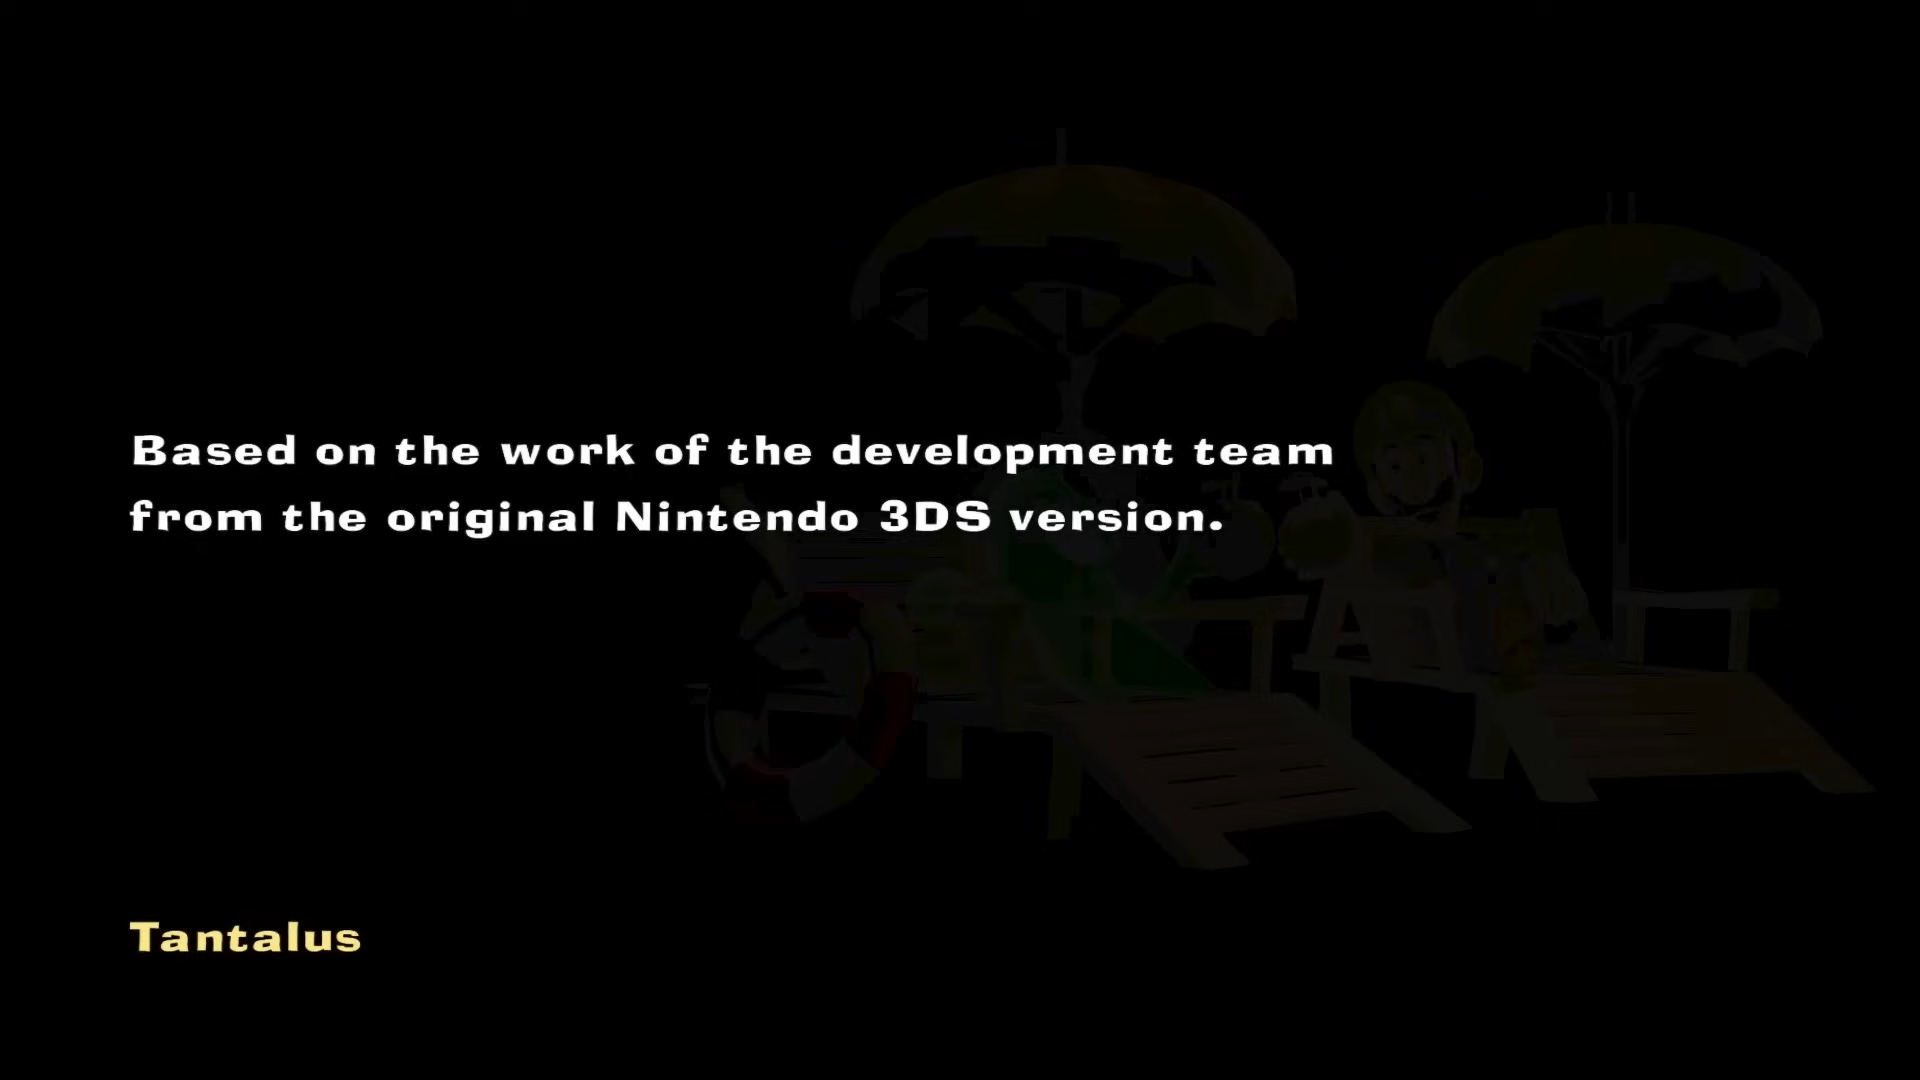 Based on the work of the development team
from the original Nintendo 3DS version.
Tantalus